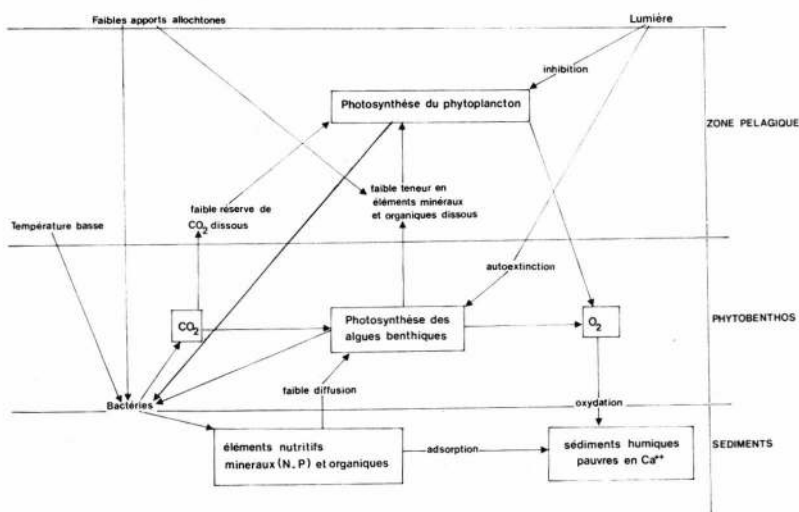 Faibles apports allochtones
Lumière
inhibition
Photosynthèse du phytoplancton
ZONE PELAGIQUE
faible teneur en
éléments minéraux
et organiques dissous
faible réserve de
CO2 dissous
Température basse
autoextinction
CO2
Photosynthèse des
algues benthiques
O2
PHYTOBENTHOS
faible diffusion
Bactéries
oxydation
éléments nutritifs
mineraux (N.P) et organiques
adsorption
sédiments humiques
pauvres en Ca++
SEDIMENTS